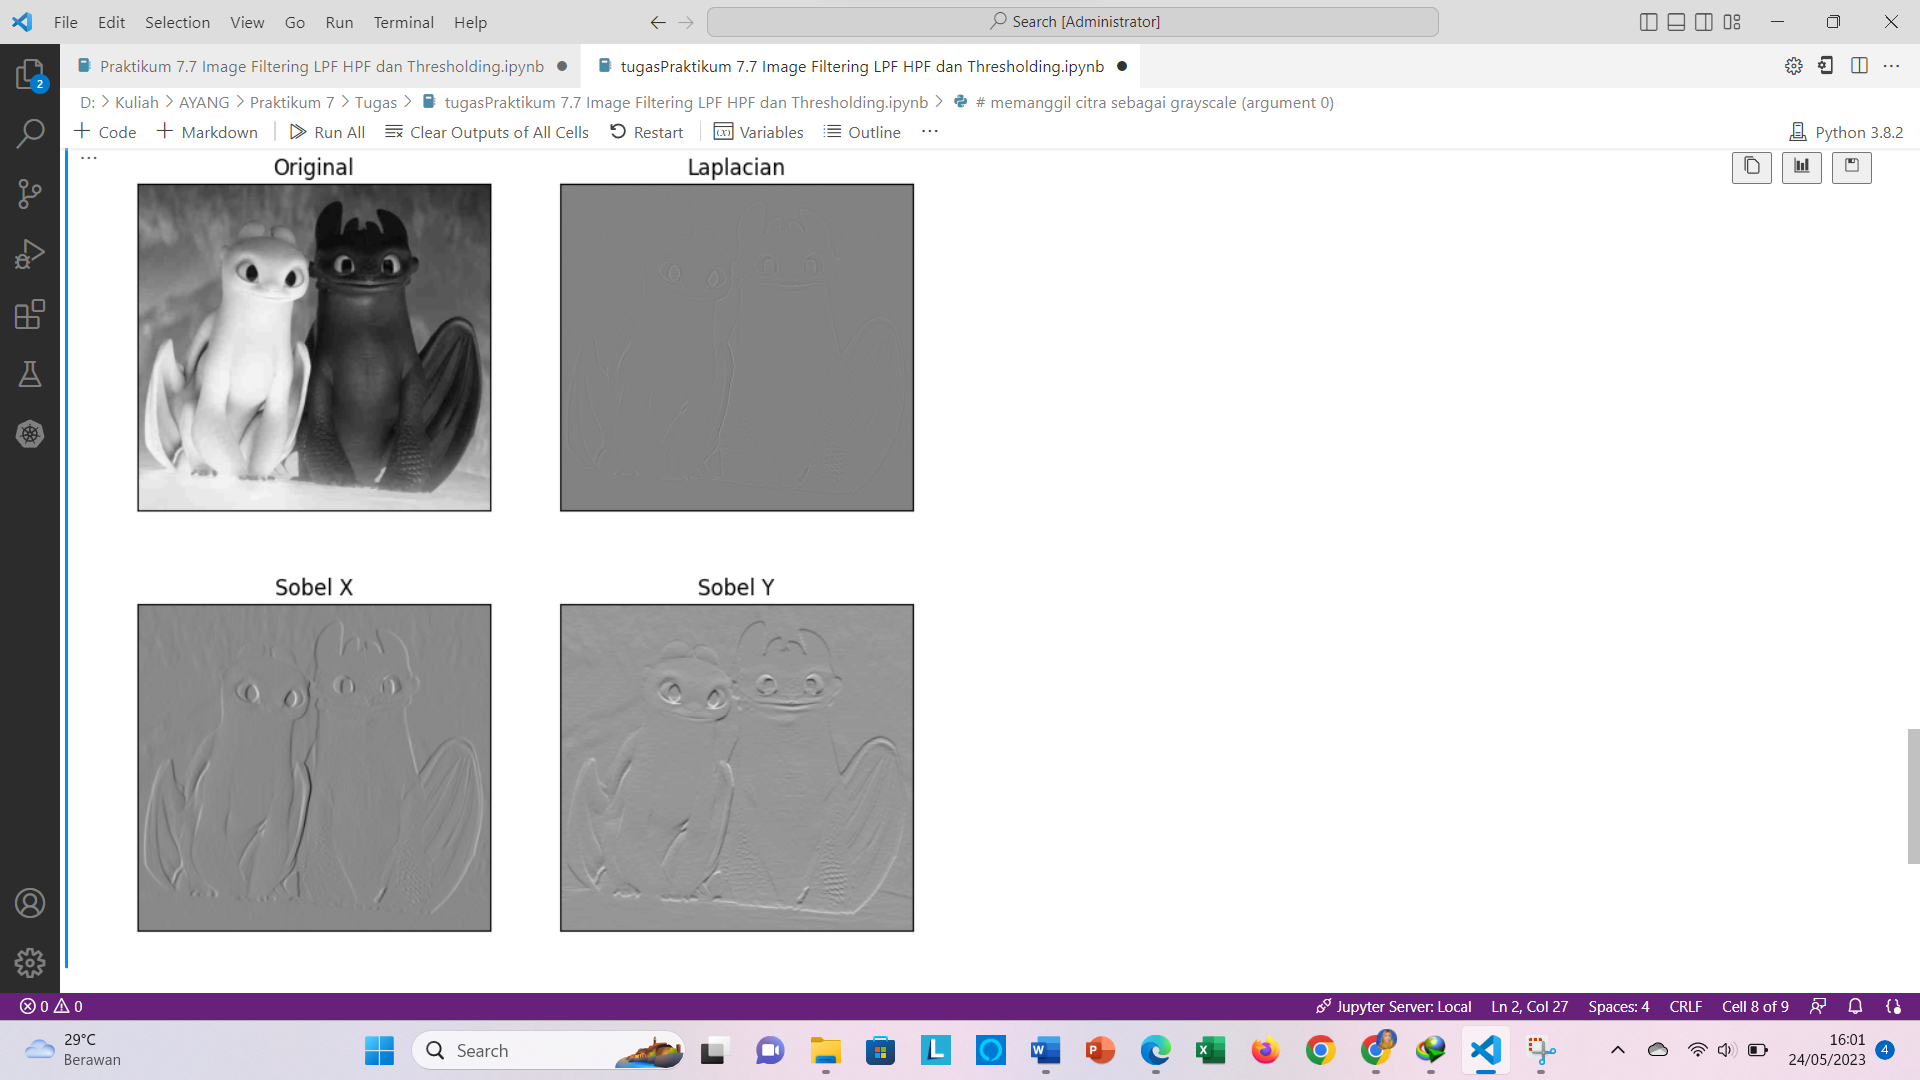 File Edit Selection View Go Run Terminal Help
Search [Administrator]
2
Praktikum 7.7 Image Filtering LPF HPF dan Thresholding.ipynb
tugasPraktikum 7.7 Image Filtering LPF HPF dan Thresholding.ipynb
D: > Kuliah > AYANG > Praktikum 7 > Tugas > tugasPraktikum 7.7 Image Filtering LPF HPF dan Thresholding.ipynb > # memanggil citra sebagai grayscale (argument 0)
+ Code + Markdown Run All Clear Outputs of All Cells Restart Variables Outline ... Python 3.8.2
...
Original
Laplacian
Sobel X
Sobel Y
0 0
Jupyter Server: Local Ln 2, Col 27 Spaces: 4 CRLF Cell 8 of 9
29°C
Berawan
Search
16:01
24/05/2023
4